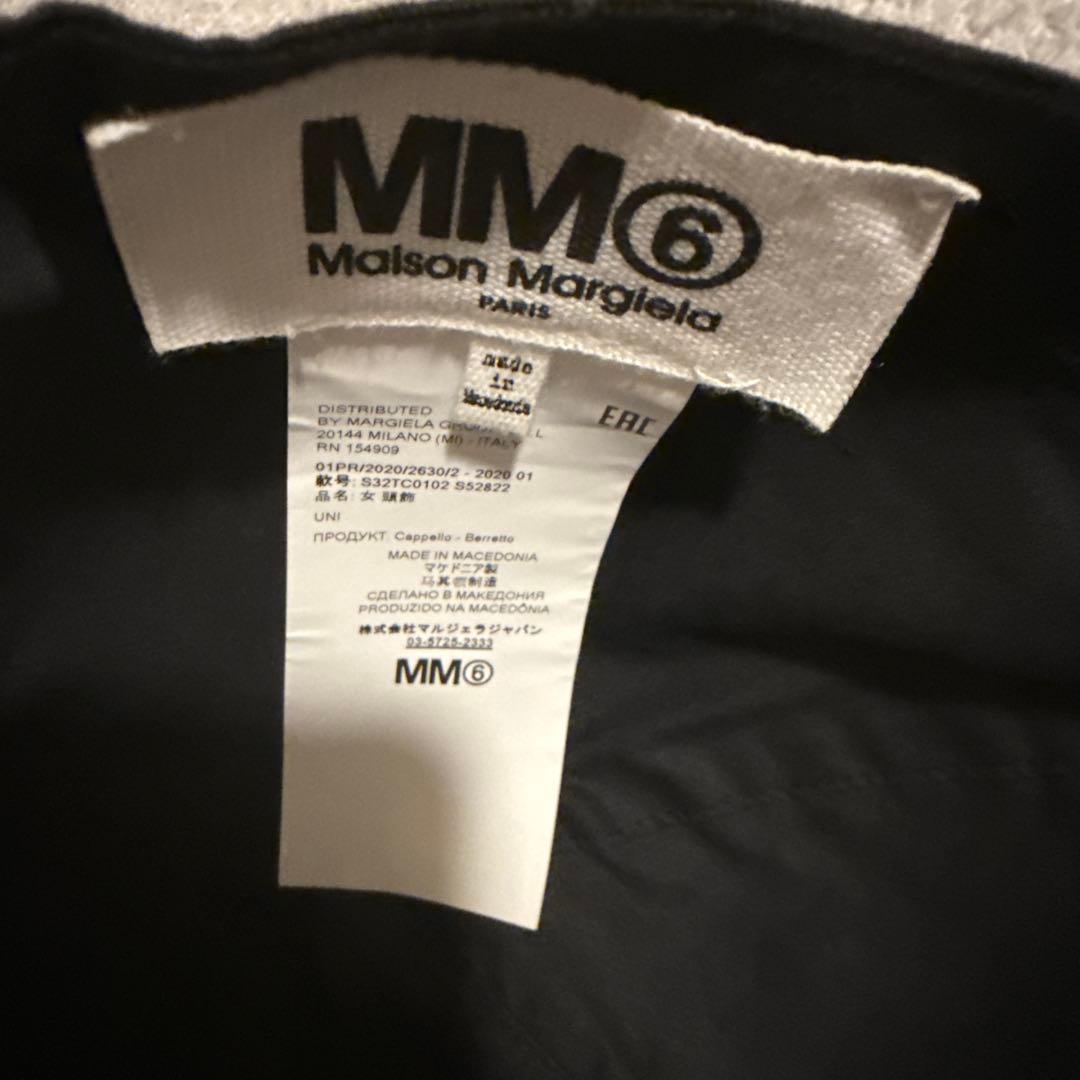 MM⑥
Maison Margiela
PARIS
made
in
Macedonia
EAC
DISTRIBUTED
BY MARGIELA L
20144 MILANO (MI) - ITALY
RN 154909
01PR/2020/2630/2 - 2020 01
款号: S32TC0102 S52822
品名: 女 頭飾
UNI
ПРОДУКТ: Cappello - Berretto
MADE IN MACEDONIA
マケドニア製
马其顿制造
СДЕЛАНО В МАКЕДОНИЯ
PRODUZIDO NA MACEDÔNIA
株式会社マルジェラジャパン
03-5725-2333
MM⑥